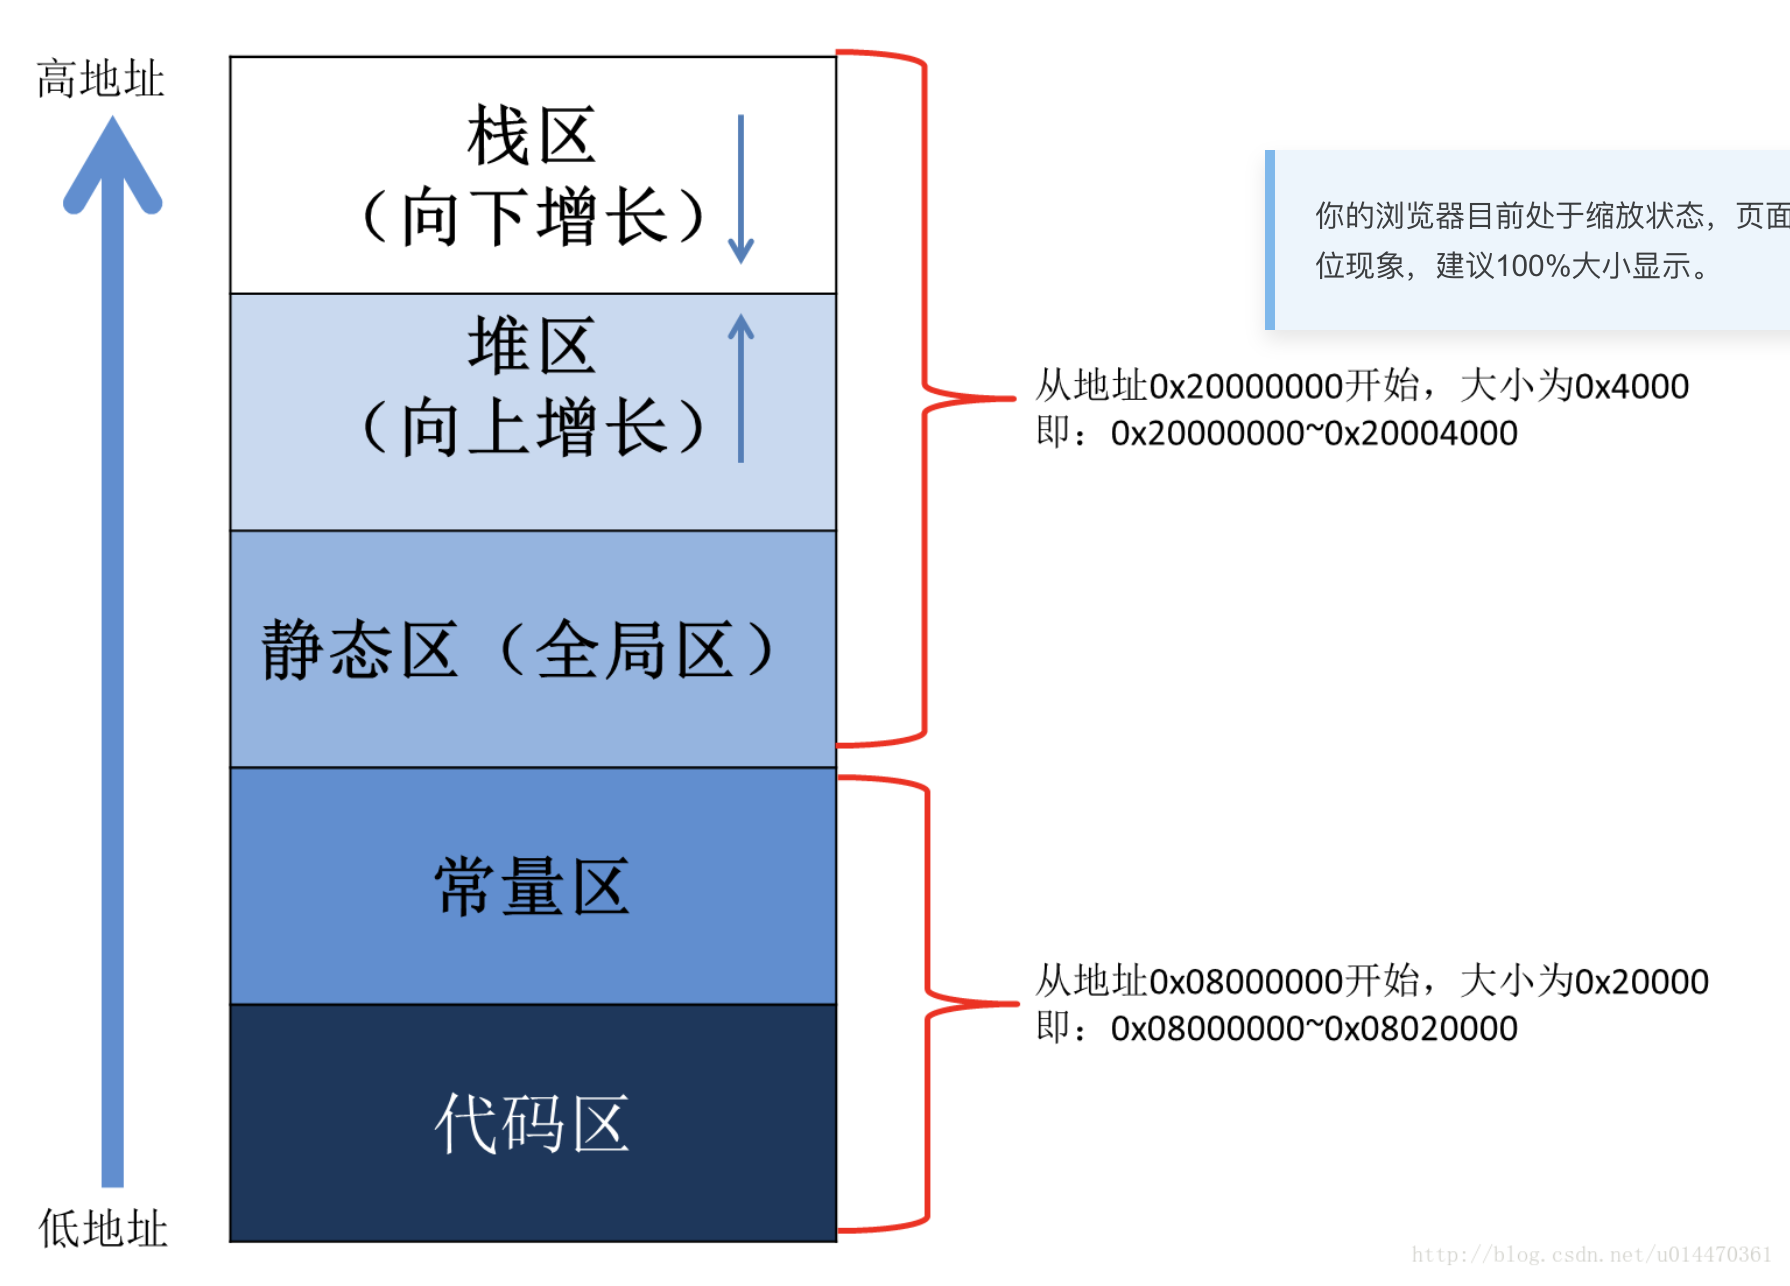 高地址
栈区
（向下增长）
堆区
（向上增长）
静态区（全局区）
常量区
代码区
低地址
你的浏览器目前处于缩放状态，页面
位现象，建议100%大小显示。
从地址0x20000000开始，大小为0x4000
即：0x20000000~0x20004000
从地址0x08000000开始，大小为0x20000
即：0x08000000~0x08020000
http://blog.csdn.net/u014470361